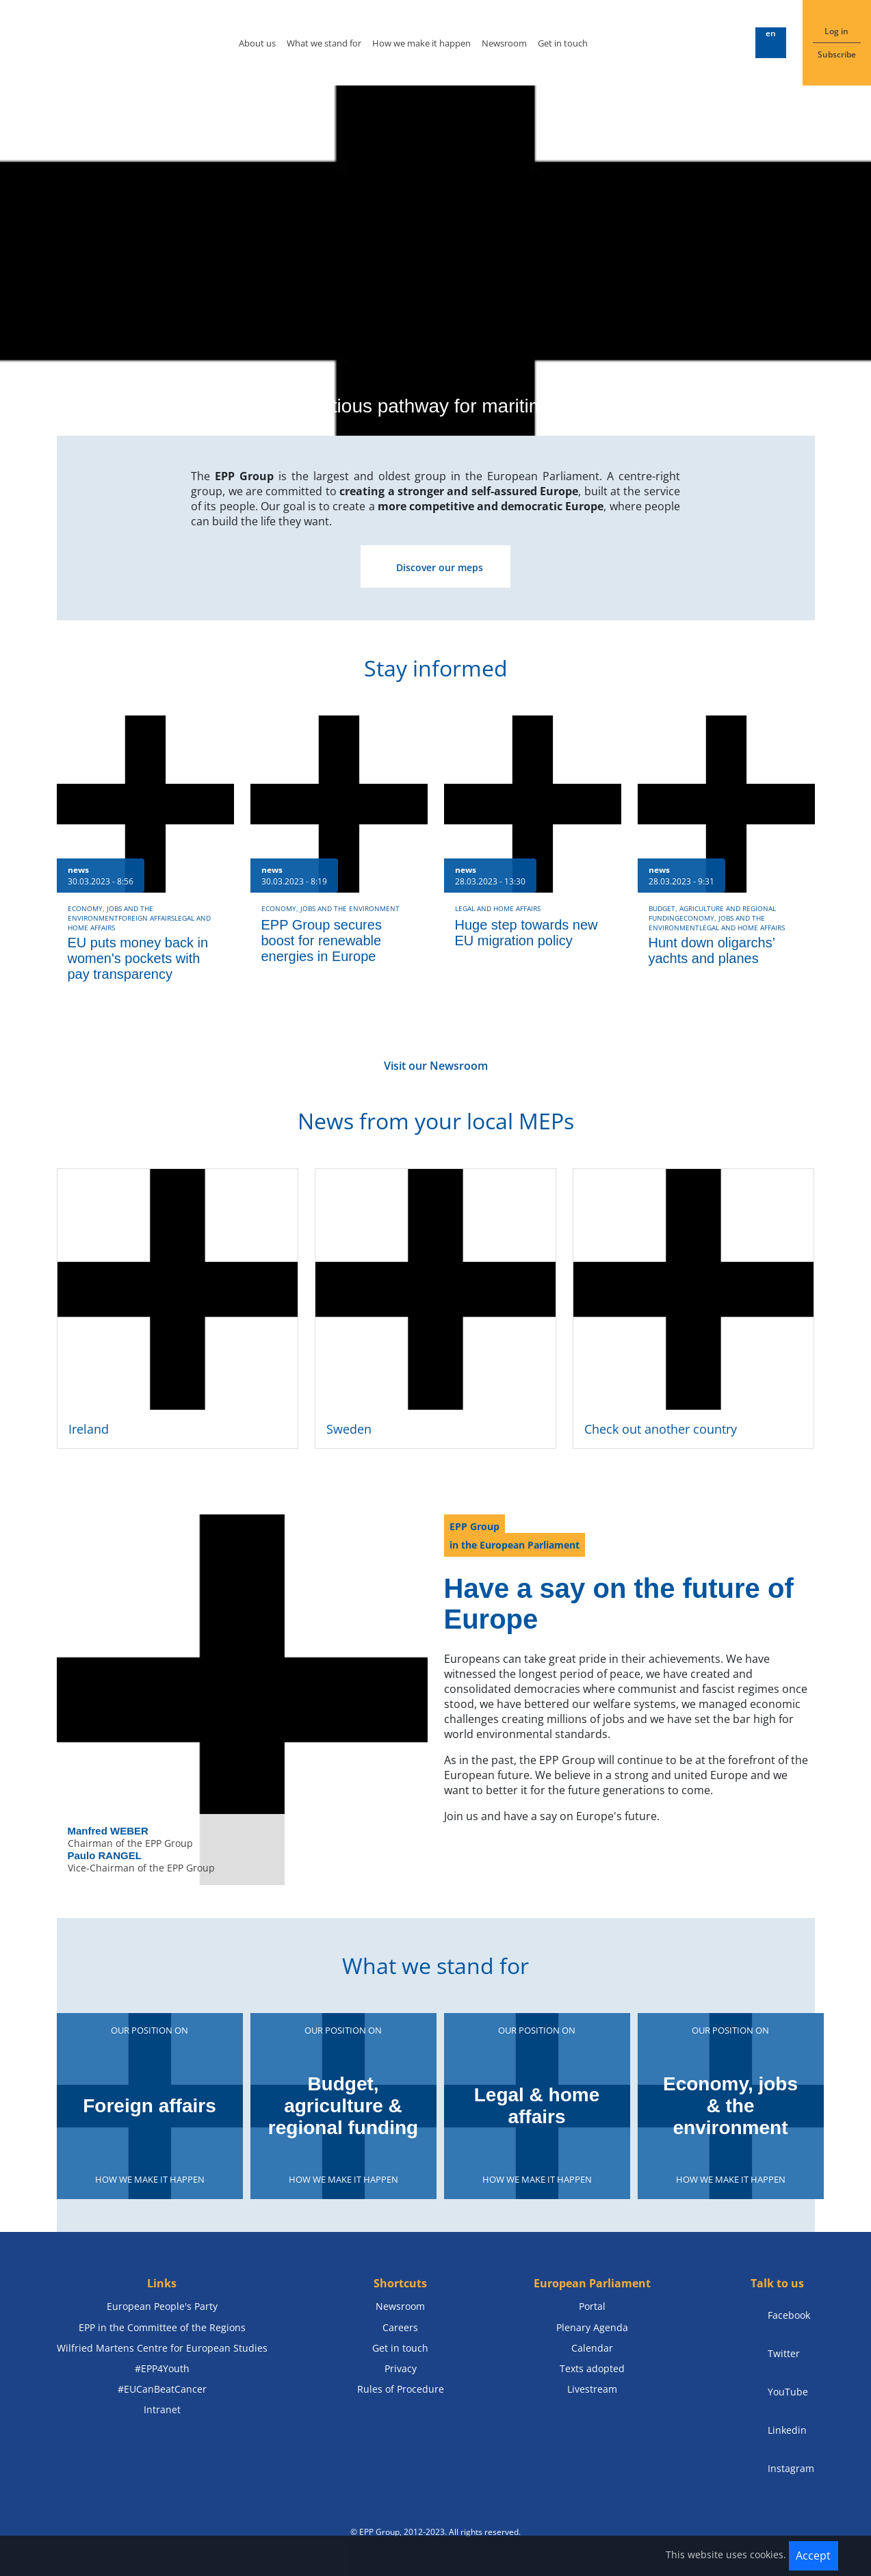 About us What we stand for How we make it happen Newsroom Get in touch
en
Log in
Subscribe
pathway for
The EPP Group is the largest and oldest group in the European Parliament. A centre-right
group, we are committed to creating a stronger and self-assured Europe, built at the service
of its people. Our goal is to create a more competitive and democratic Europe, where people
can build the life they want.
Discover our meps
Stay informed
news
30.03.2023 - 8:56
ECONOMY, JOBS AND THE
ENVIRONMENTFOREIGN AFFAIRSLEGAL AND
HOME AFFAIRS
EU puts money back in
women's pockets with
pay transparency
news
30.03.2023 - 8:19
ECONOMY, JOBS AND THE ENVIRONMENT
EPP Group secures
boost for renewable
energies in Europe
news
28.03.2023 - 13:30
LEGAL AND HOME AFFAIRS
Huge step towards new
EU migration policy
news
28.03.2023 - 9:31
BUDGET, AGRICULTURE AND REGIONAL
FUNDINGECONOMY, JOBS AND THE
ENVIRONMENTLEGAL AND HOME AFFAIRS
Hunt down oligarchs'
yachts and planes
Visit our Newsroom
News from your local MEPs
Ireland
Sweden
Check out another country
Manfred WEBER
Chairman of the EPP Group
Paulo RANGEL
Vice-Chairman of the EPP Group
EPP Group
in the European Parliament
Have a say on the future of
Europe
Europeans can take great pride in their achievements. We have
witnessed the longest period of peace, we have created and
consolidated democracies where communist and fascist regimes once
stood, we have bettered our welfare systems, we managed economic
challenges creating millions of jobs and we have set the bar high for
world environmental standards.
As in the past, the EPP Group will continue to be at the forefront of the
European future. We believe in a strong and united Europe and we
want to better it for the future generations to come.
Join us and have a say on Europe's future.
What we stand for
OUR POSITION ON
Foreign affairs
HOW WE MAKE IT HAPPEN
OUR POSITION ON
Budget,
agriculture &
regional funding
HOW WE MAKE IT HAPPEN
OUR POSITION ON
Legal & home
affairs
HOW WE MAKE IT HAPPEN
OUR POSITION ON
Economy, jobs
& the
environment
HOW WE MAKE IT HAPPEN
Links
European People's Party
EPP in the Committee of the Regions
Wilfried Martens Centre for European Studies
#EPP4Youth
#EUCanBeatCancer
Intranet
Shortcuts
Newsroom
Careers
Get in touch
Privacy
Rules of Procedure
European Parliament
Portal
Plenary Agenda
Calendar
Texts adopted
Livestream
Talk to us
Facebook
Twitter
YouTube
Linkedin
Instagram
© EPP Group, 2012-2023. All rights reserved.
This website uses cookies.
Accept